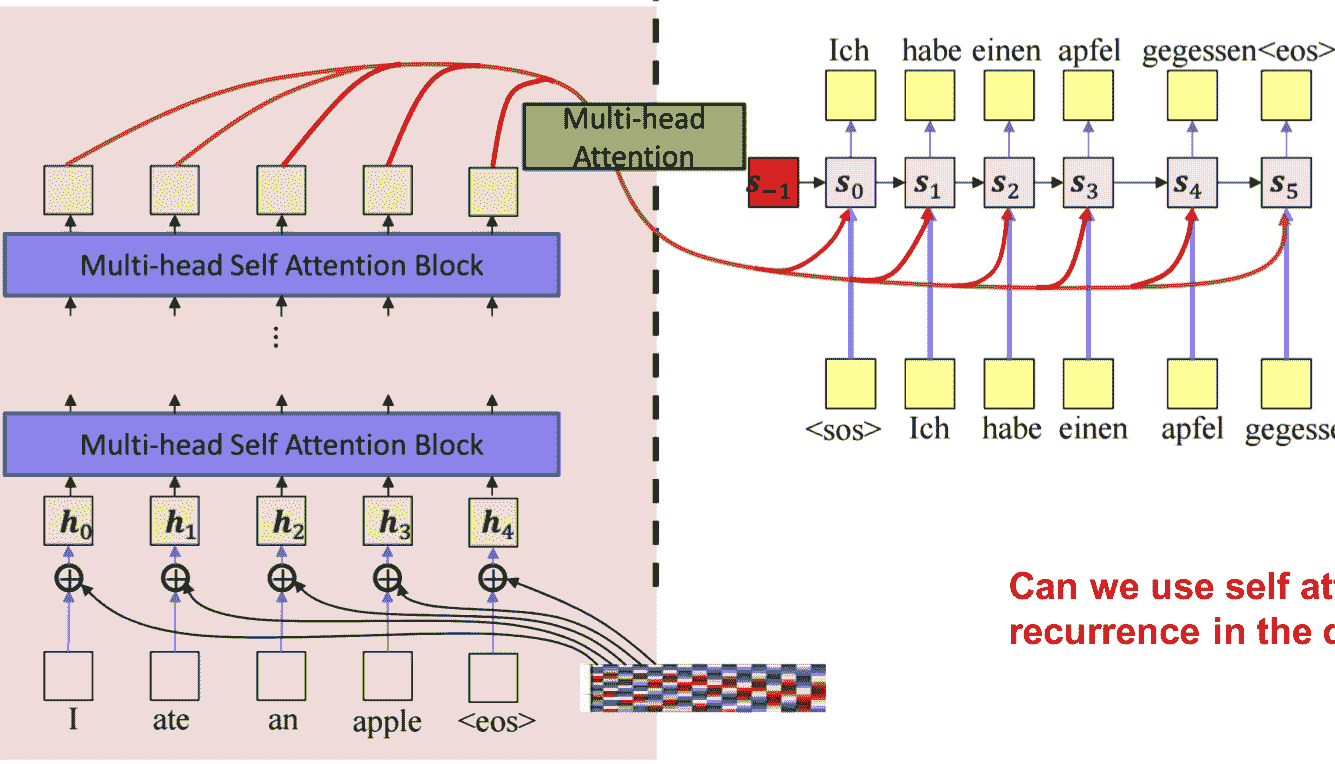 Ich habe einen apfel gegessen<eos>
Multi-head
Attention
s₋₁ s₀ s₁ s₂ s₃ s₄ s₅
Multi-head Self Attention Block
⋮
Multi-head Self Attention Block
<sos> Ich habe einen apfel gegesse
h₀ h₁ h₂ h₃ h₄
Can we use self at
recurrence in the
I ate an apple <eos>